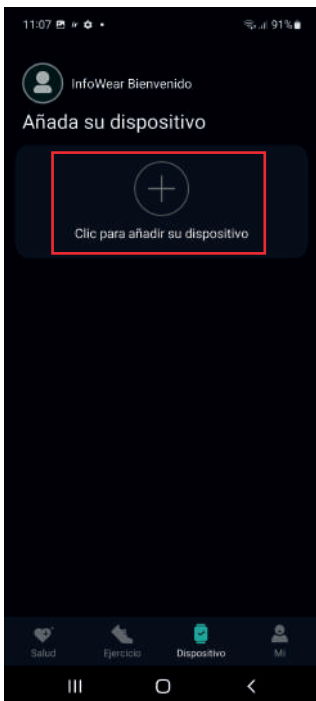 11:07 91%
InfoWear Bienvenido
Añada su dispositivo
Clic para añadir su dispositivo
Salud Ejercicio Dispositivo Mi